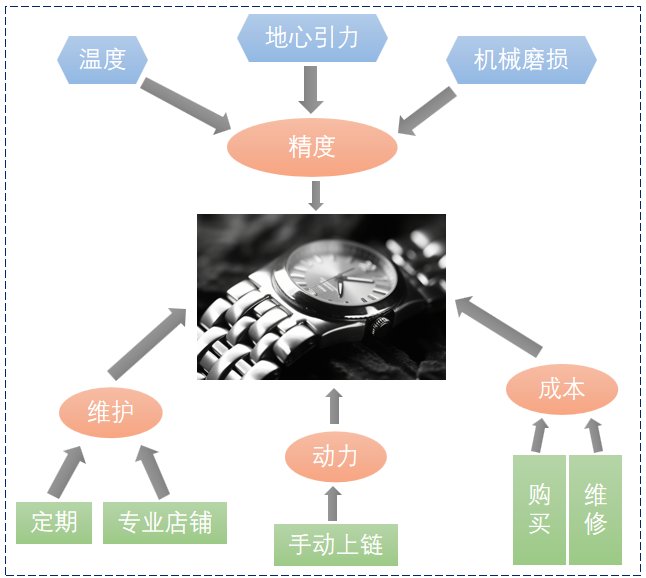 地心引力
温度
机械磨损
精度
维护
成本
动力
定期
专业店铺
手动上链
购
买
维
修